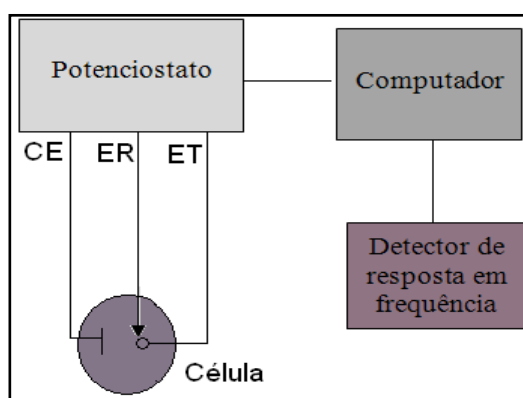 Potenciostato
Computador
CE ER ET
Detector de
resposta em
frequência
Célula